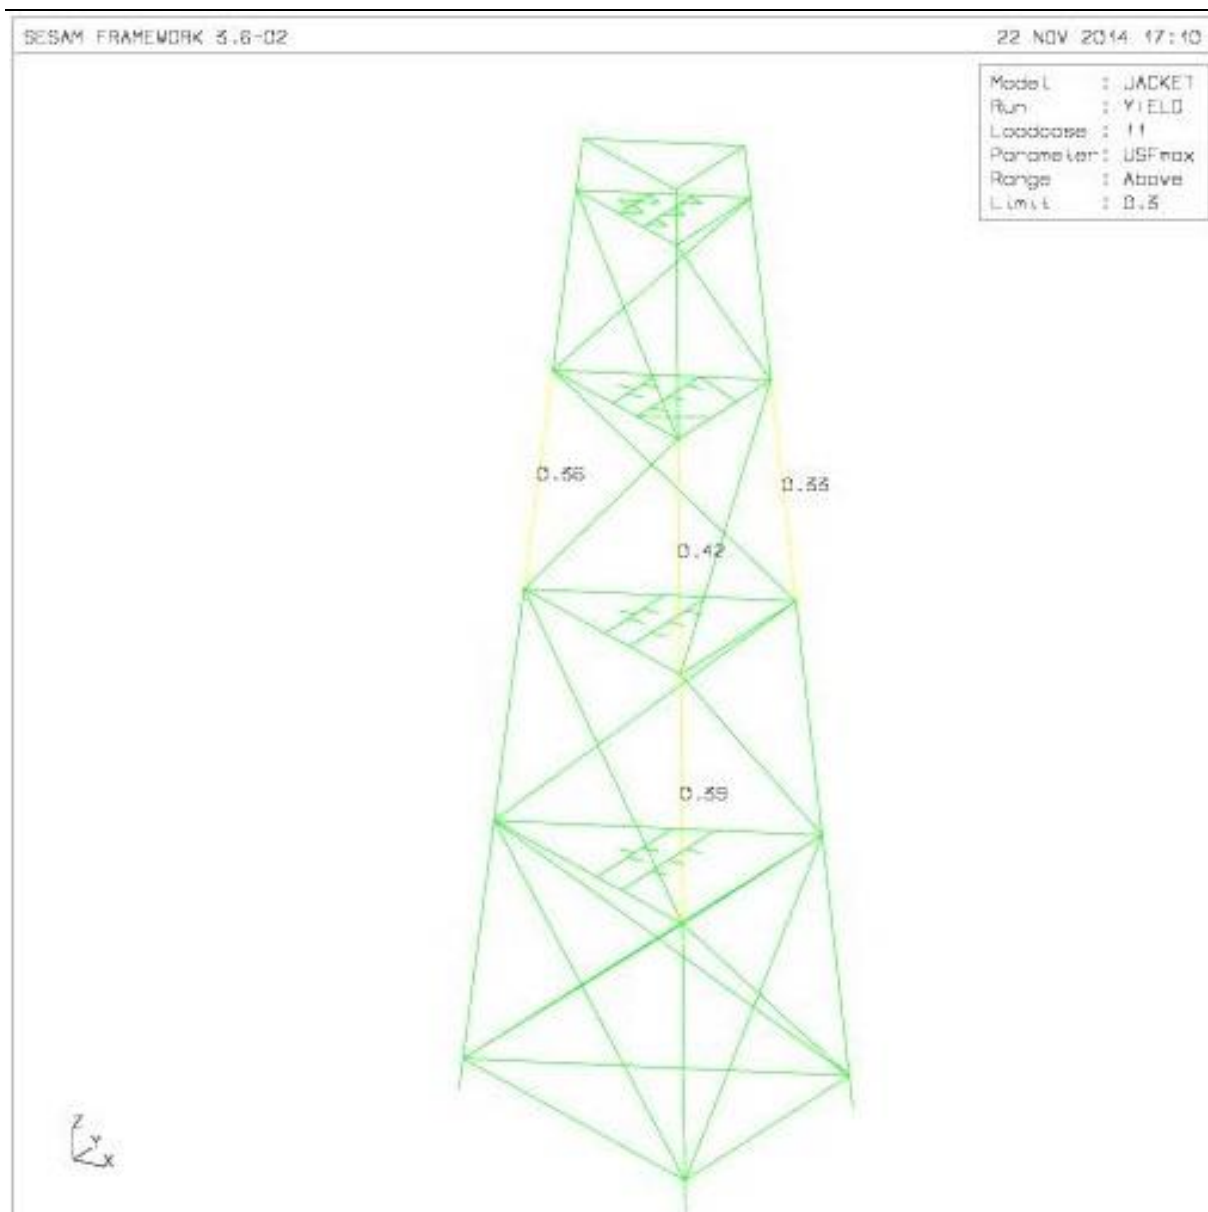 SESAM FRAMEWORK 3.6-02
22 NOV 2014 17:10
Model : JACKET
Run : YIELD
Loadcase : 11
Parameter: USFmax
Range : Above
Limit : 0.3
0.36
0.33
0.42
0.39
Z
Y
X